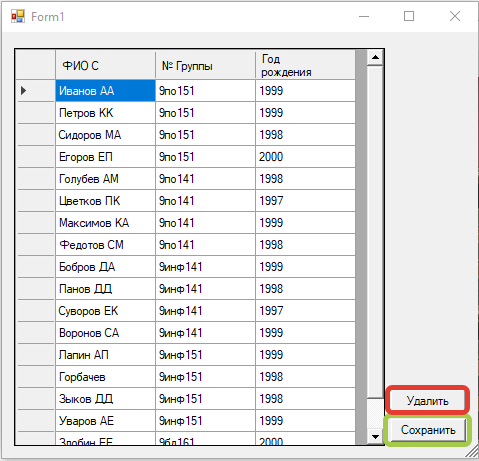 Form1
ФИО С № Группы Год рождения
Иванов АА 9по151 1999
Петров КК 9по151 1999
Сидоров МА 9по151 1998
Егоров ЕП 9по151 2000
Голубев АМ 9по141 1998
Цветков ПК 9по141 1997
Максимов КА 9по141 1999
Федотов СМ 9по141 1998
Бобров ДА 9инф141 1999
Панов ДД 9инф141 1998
Суворов ЕК 9инф141 1997
Воронов СА 9инф141 1999
Лапин АП 9инф151 1999
Горбачев 9инф151 1998
Зыков ДД 9инф151 1998
Уваров АЕ 9инф151 1999
Злобин ЕЕ 9бд161 2000
Удалить
Сохранить